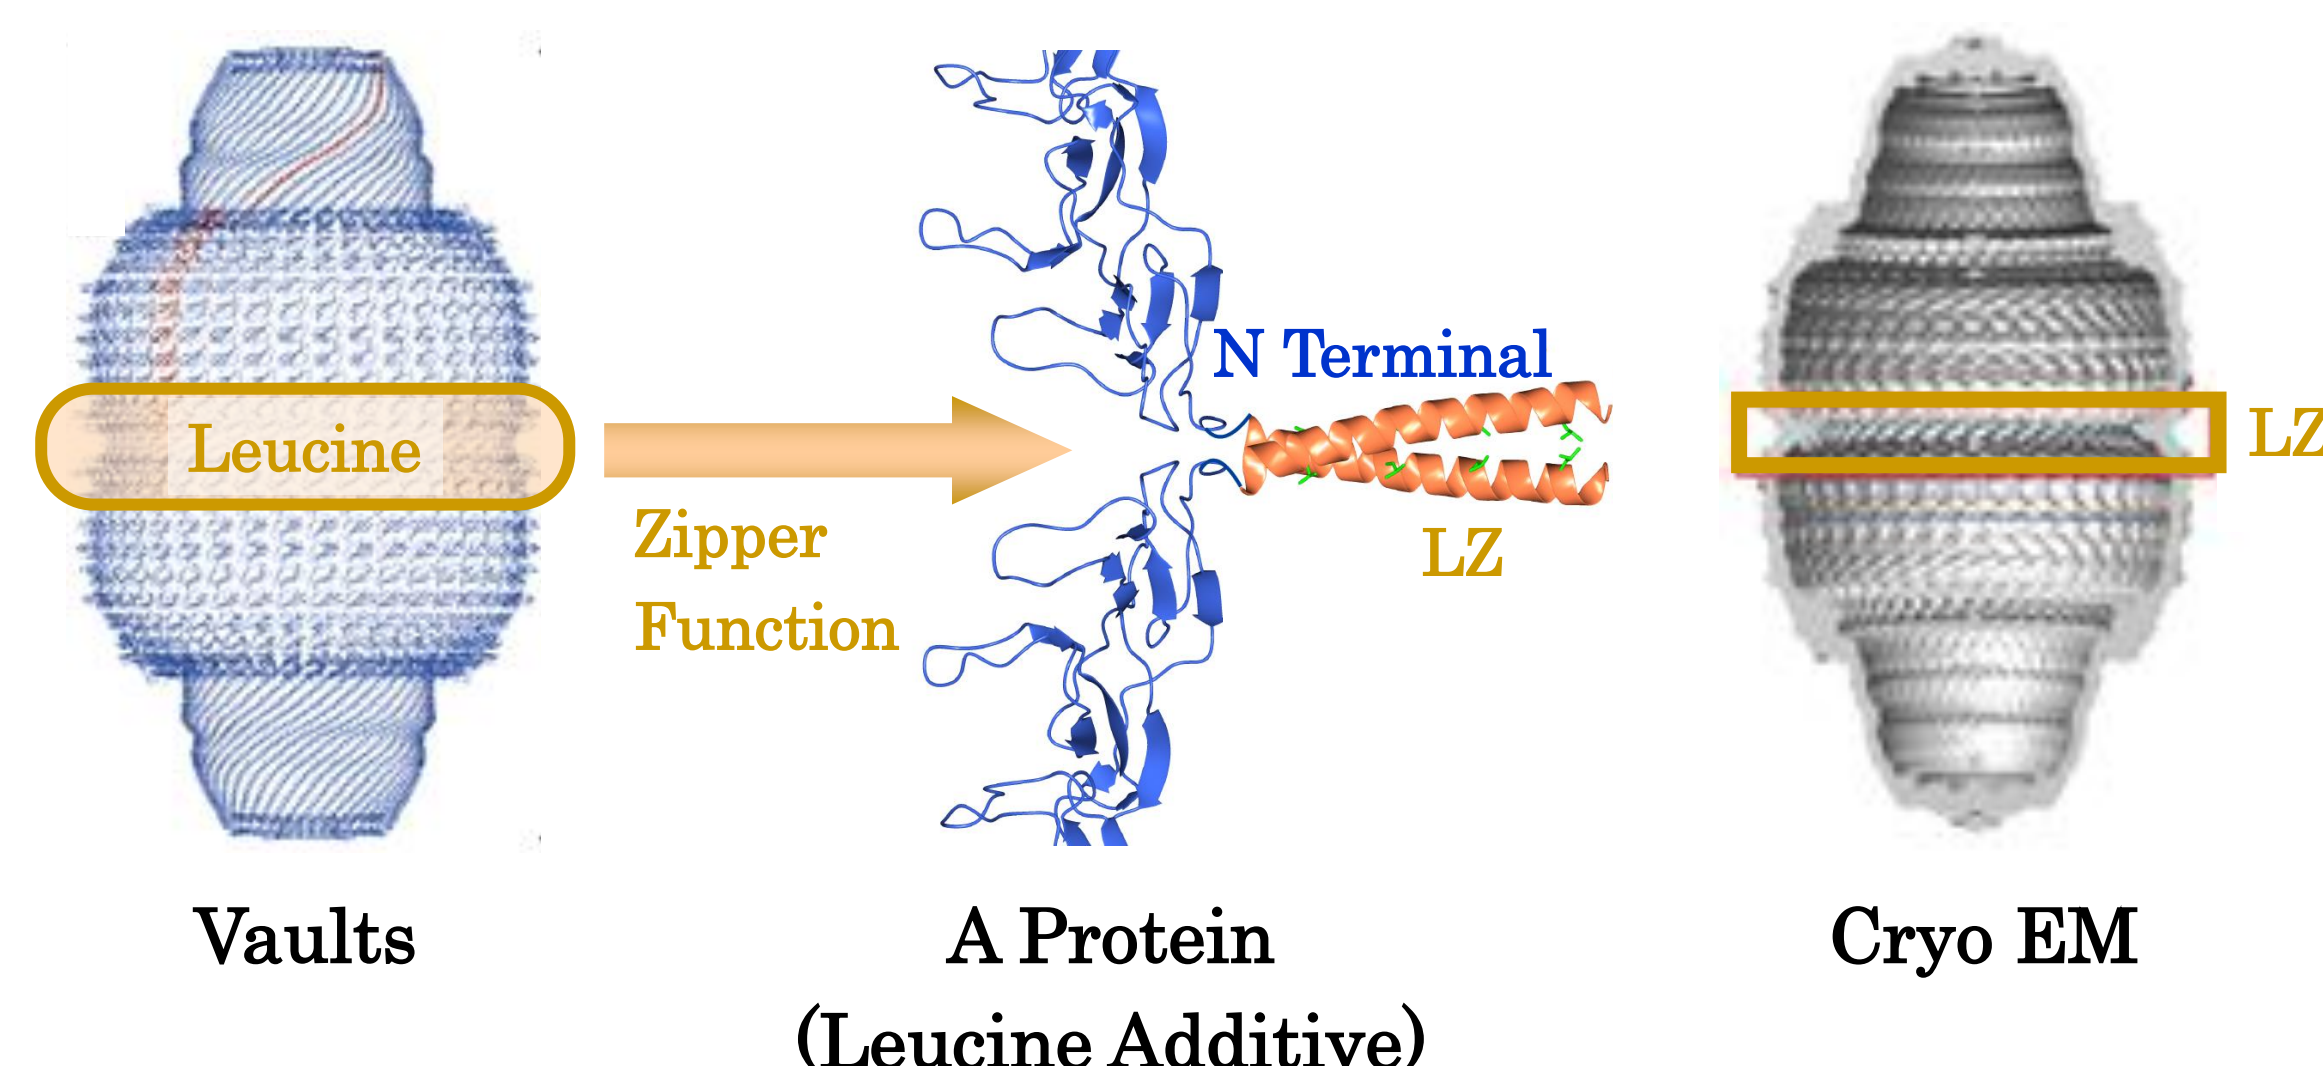 Leucine
Zipper
Function
N Terminal
LZ
LZ
Vaults
A Protein
(Leucine Additive)
Cryo EM